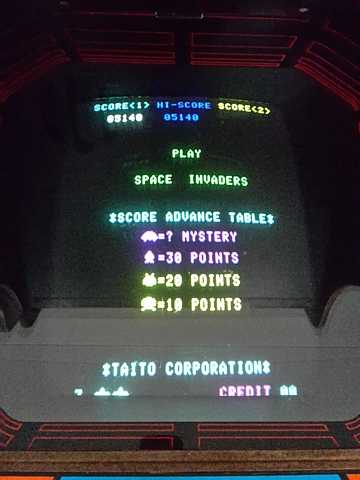 SCORE<1> HI-SCORE SCORE<2>
05140 05140
PLAY
SPACE INVADERS
*SCORE ADVANCE TABLE*
=? MYSTERY
=30 POINTS
=20 POINTS
=10 POINTS
*TAITO CORPORATION*
CREDIT 00